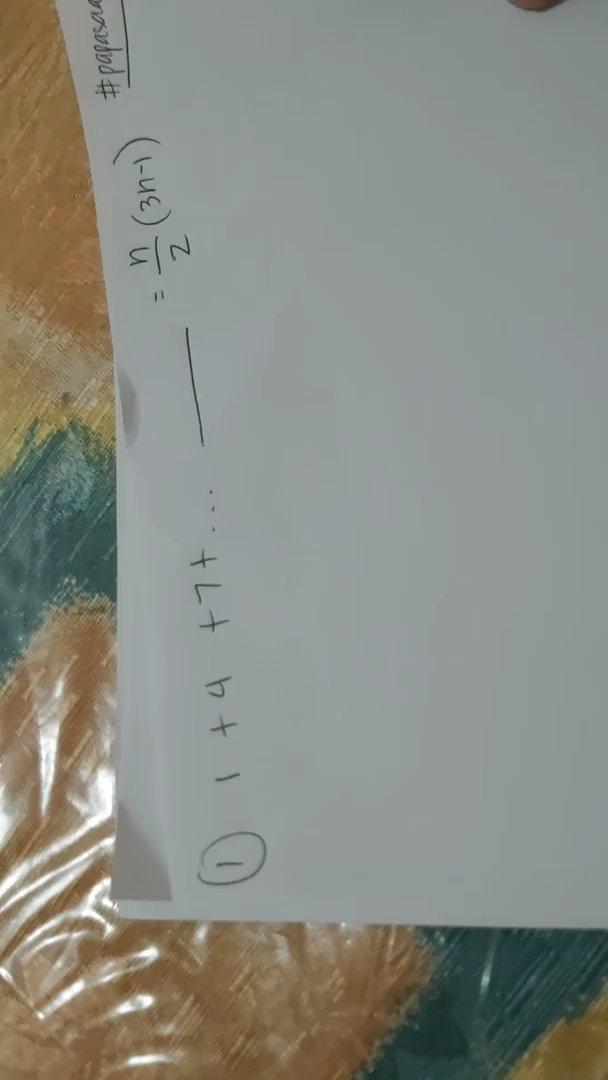 ① 1 + 4 + 7 + ... ____ = n/2 (3n-1)